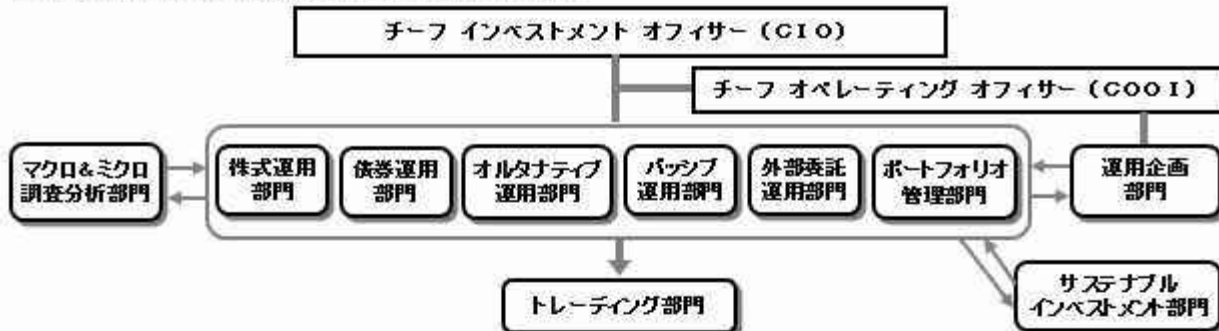 チーフ インベストメント オフィサー (CIO)
チーフ オペレーティング オフィサー (COOI)
マクロ&ミクロ
調査分析部門
株式運用
部門
債券運用
部門
オルタナティブ
運用部門
パッシブ
運用部門
外部委託
運用部門
ポートフォリオ
管理部門
運用企画
部門
トレーディング部門
サステナブル
インベストメント部門